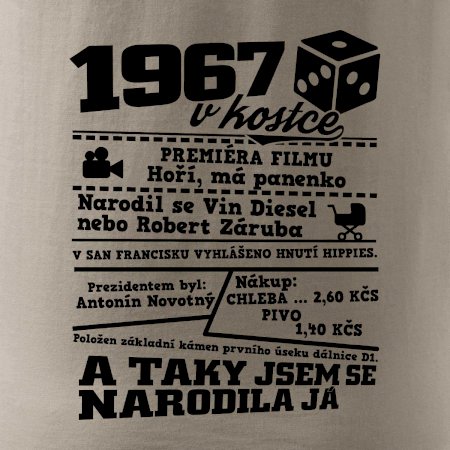 1967
v kostce
PREMIÉRA FILMU
Hoří, má panenko
Narodil se Vin Diesel
nebo Robert Záruba
V SAN FRANCISKU VYHLÁŠENO HNUTÍ HIPPIES.
Prezidentem byl:
Antonín Novotný
Nákup:
CHLEBA ... 2,60 KČS
PIVO
1,40 KČS
Položen základní kámen prvního úseku dálnice D1.
A TAKY JSEM SE
NARODILA JÁ